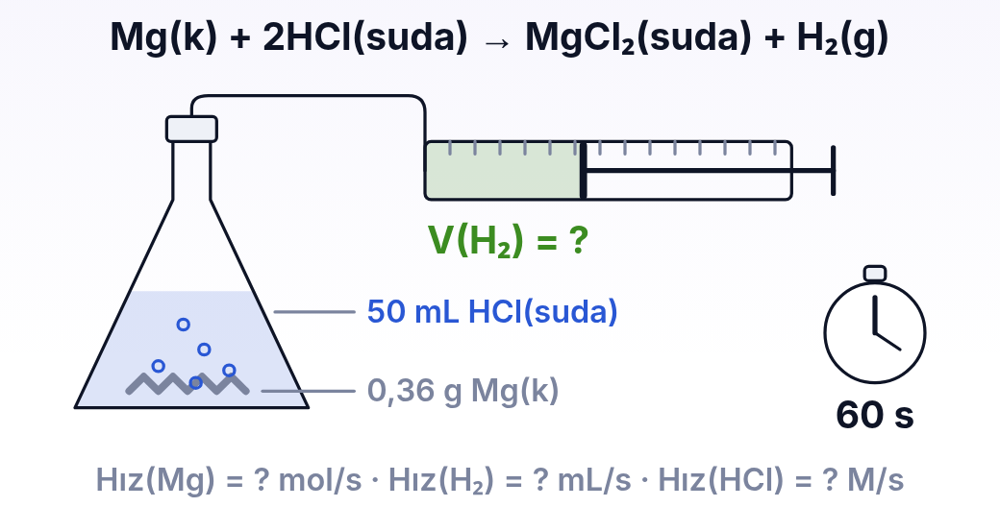 Mg(k) + 2HCl(suda) → MgCl₂(suda) + H₂(g)
V(H₂) = ?
50 mL HCl(suda)
0,36 g Mg(k)
60 s
Hız(Mg) = ? mol/s · Hız(H₂) = ? mL/s · Hız(HCl) = ? M/s